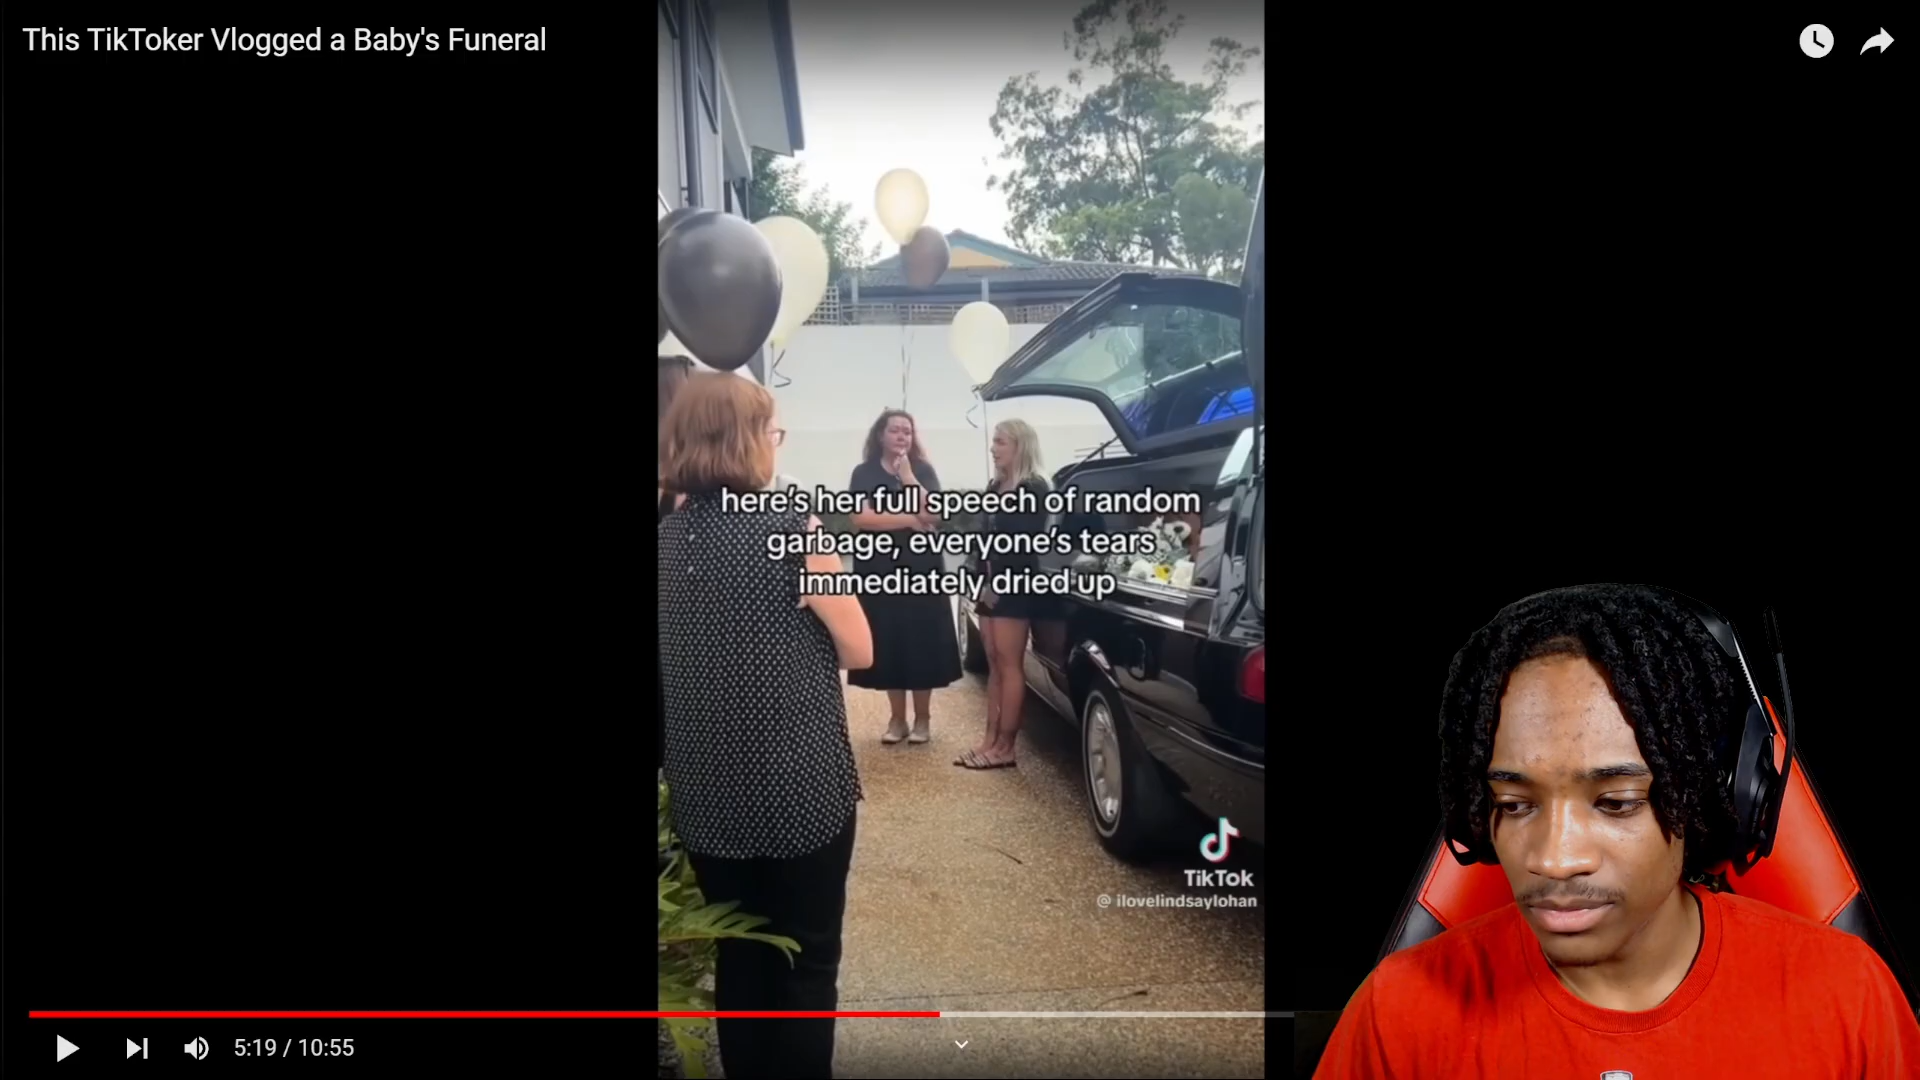 This TikToker Vlogged a Baby's Funeral
here's her full speech of random
garbage, everyone's tears
immediately dried up
TikTok
@ ilovelindsaylohan
5:19 / 10:55